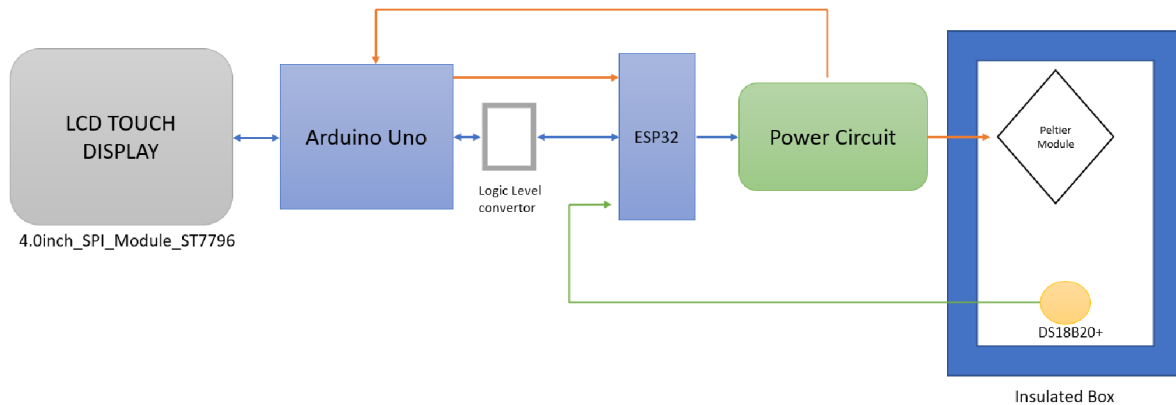 LCD TOUCH
DISPLAY
4.0inch_SPI_Module_ST7796
Arduino Uno
Logic Level
convertor
ESP32
Power Circuit
Peltier
Module
DS18B20+
Insulated Box